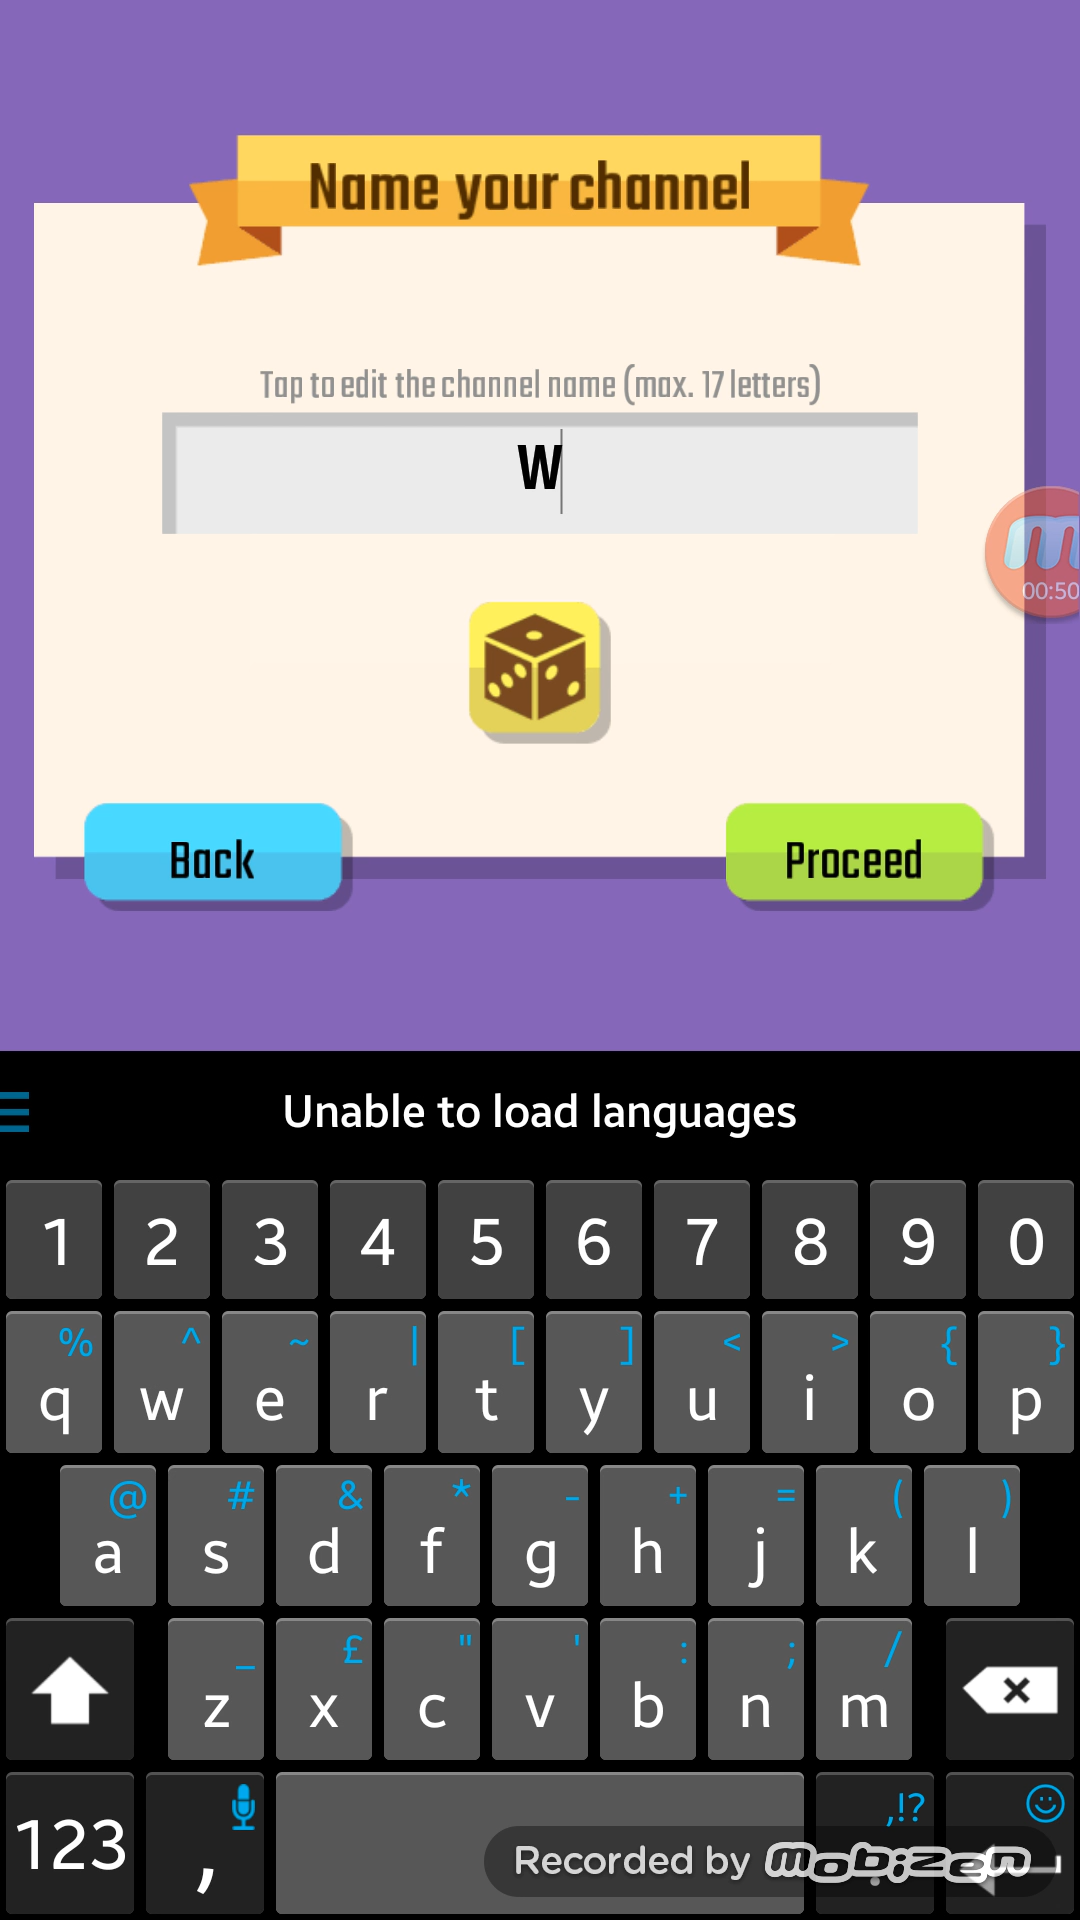 Name your channel
Tap to edit the channel name (max. 17 letters)
W
00:50
Back
Proceed
Unable to load languages
1 2 3 4 5 6 7 8 9 0
% ^ ~ | [ ] < > { }
q w e r t y u i o p
@ # & * - + = ( )
a s d f g h j k l
_ £ " ' : ; /
z x c v b n m
,!?
123 , .
Recorded by mobizen